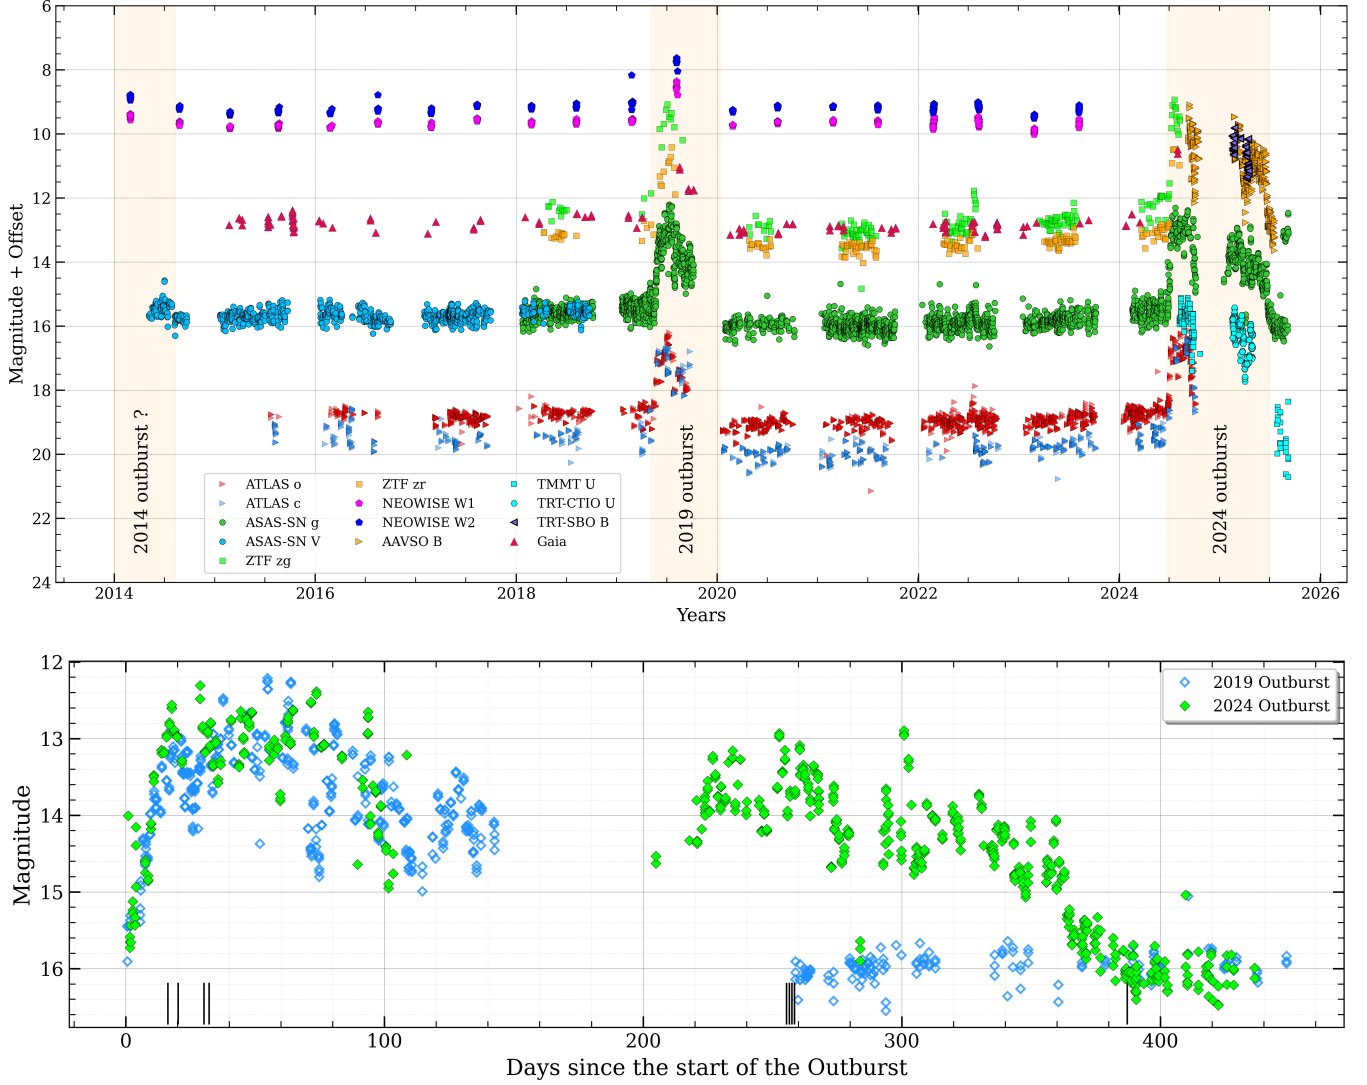 6
8
10
12
14
16
18
20
22
24
Magnitude + Offset
2014 outburst ?
2019 outburst
2024 outburst
ATLAS o
ATLAS c
ASAS-SN g
ASAS-SN V
ZTF zg
ZTF zr
NEOWISE W1
NEOWISE W2
AAVSO B
TMMT U
TRT-CTIO U
TRT-SBO B
Gaia
2014 2016 2018 2020 2022 2024 2026
Years
12
13
14
15
16
Magnitude
2019 Outburst
2024 Outburst
0 100 200 300 400
Days since the start of the Outburst